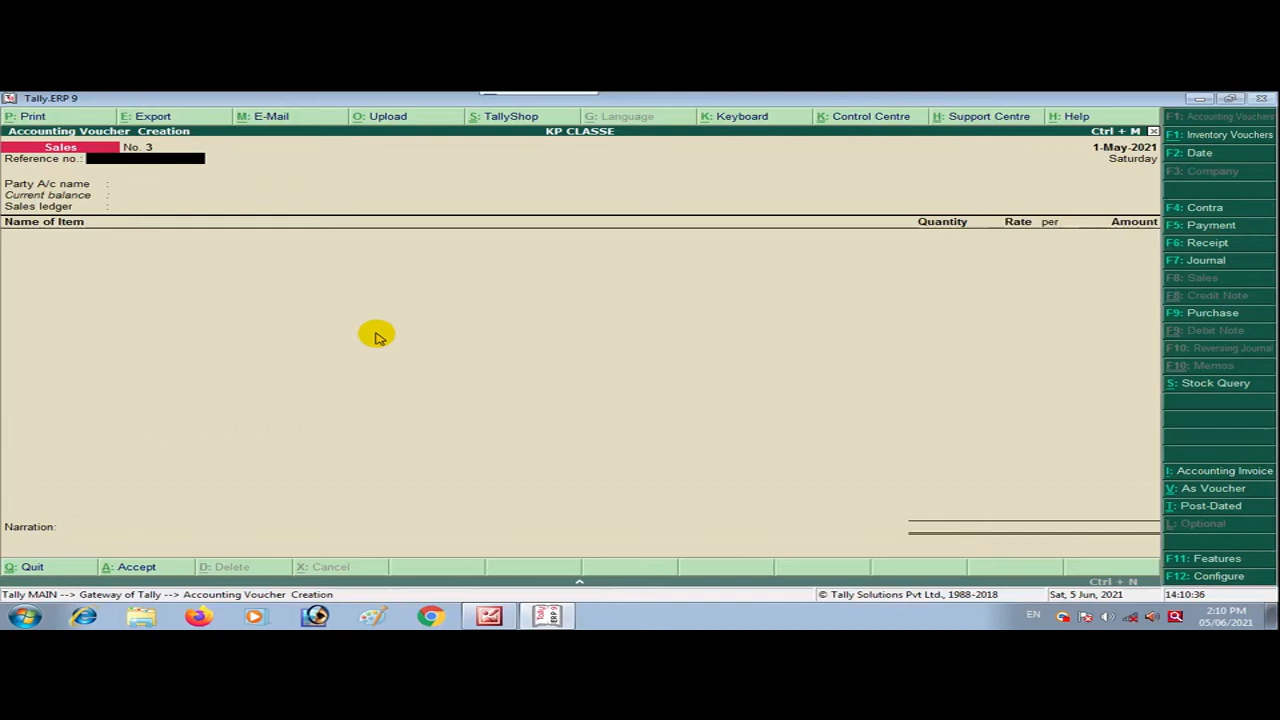 Tally.ERP 9
P: Print E: Export M: E-Mail O: Upload S: TallyShop G: Language K: Keyboard K: Control Centre H: Support Centre H: Help
Accounting Voucher Creation KP CLASSE Ctrl + M
Sales No. 3 1-May-2021
Reference no.: Saturday
Party A/c name :
Current balance :
Sales ledger :
Name of Item Quantity Rate per Amount
Narration:
F1: Accounting Vouchers
F1: Inventory Vouchers
F2: Date
F3: Company
F4: Contra
F5: Payment
F6: Receipt
F7: Journal
F8: Sales
F8: Credit Note
F9: Purchase
F9: Debit Note
F10: Reversing Journal
F10: Memos
S: Stock Query
I: Accounting Invoice
V: As Voucher
T: Post-Dated
L: Optional
F11: Features
F12: Configure
Q: Quit A: Accept D: Delete X: Cancel
Ctrl + N
Tally MAIN --> Gateway of Tally --> Accounting Voucher Creation © Tally Solutions Pvt Ltd., 1988-2018 Sat, 5 Jun, 2021 14:10:36
Tally ERP 9
EN 2:10 PM
05/06/2021